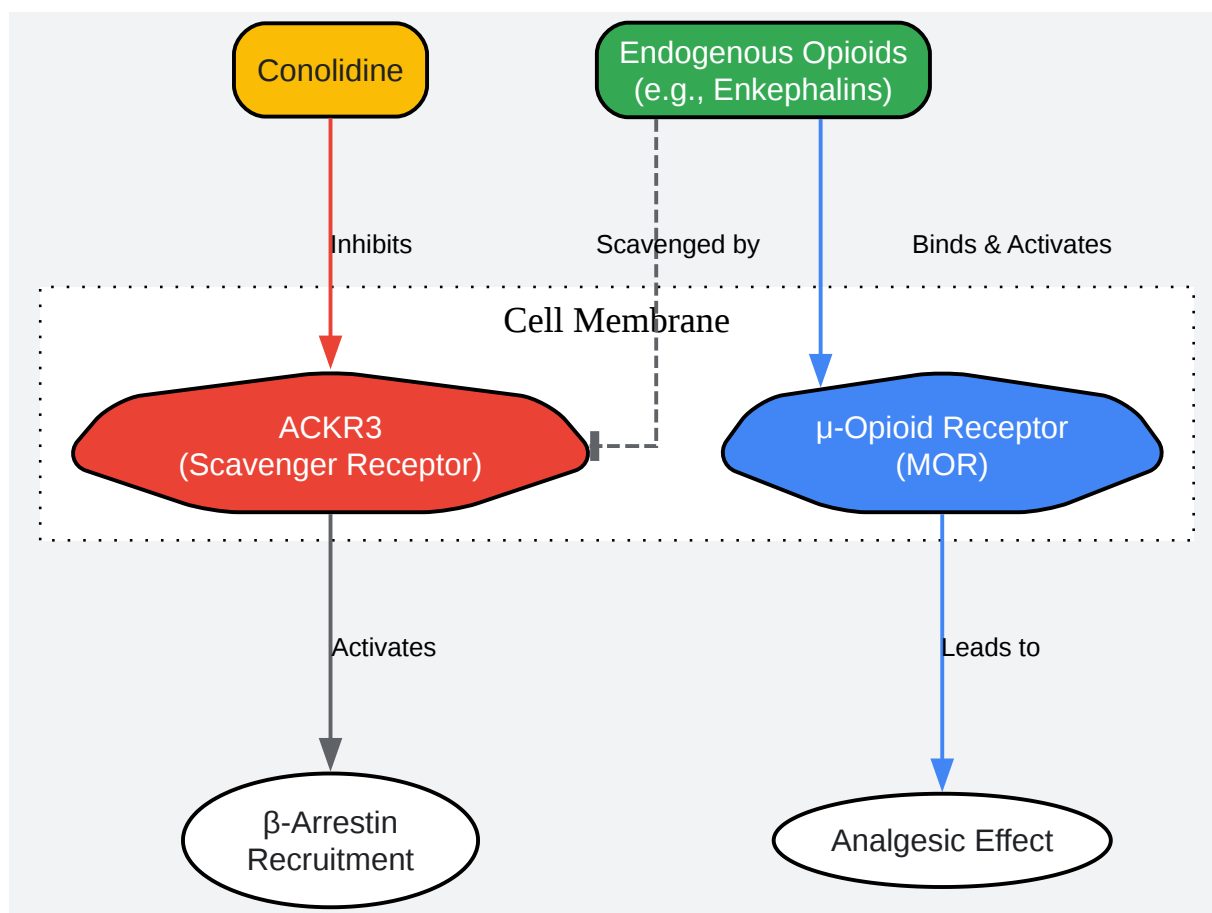 Conolidine
Endogenous Opioids
(e.g., Enkephalins)
Inhibits
Scavenged by
Binds & Activates
Cell Membrane
ACKR3
(Scavenger Receptor)
μ-Opioid Receptor
(MOR)
Activates
Leads to
β-Arrestin
Recruitment
Analgesic Effect